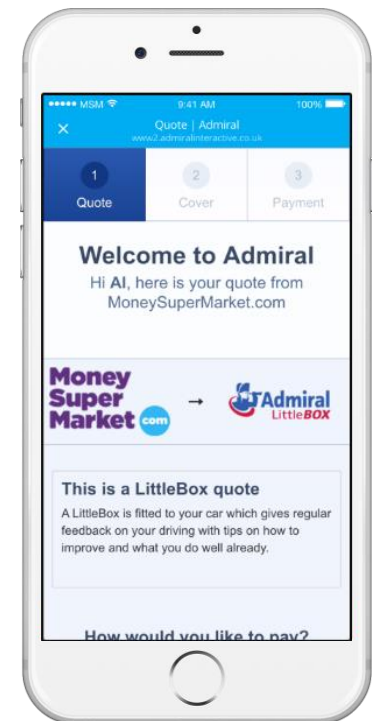 MSM 9:41 AM 100%
Quote | Admiral
www2.admiralinteractive.co.uk
1 2 3
Quote Cover Payment
Welcome to Admiral
Hi Al, here is your quote from
MoneySuperMarket.com
Money
Super
Market com
Admiral
LittleBOX
This is a LittleBox quote
A LittleBox is fitted to your car which gives regular
feedback on your driving with tips on how to
improve and what you do well already.
How would you like to pay?